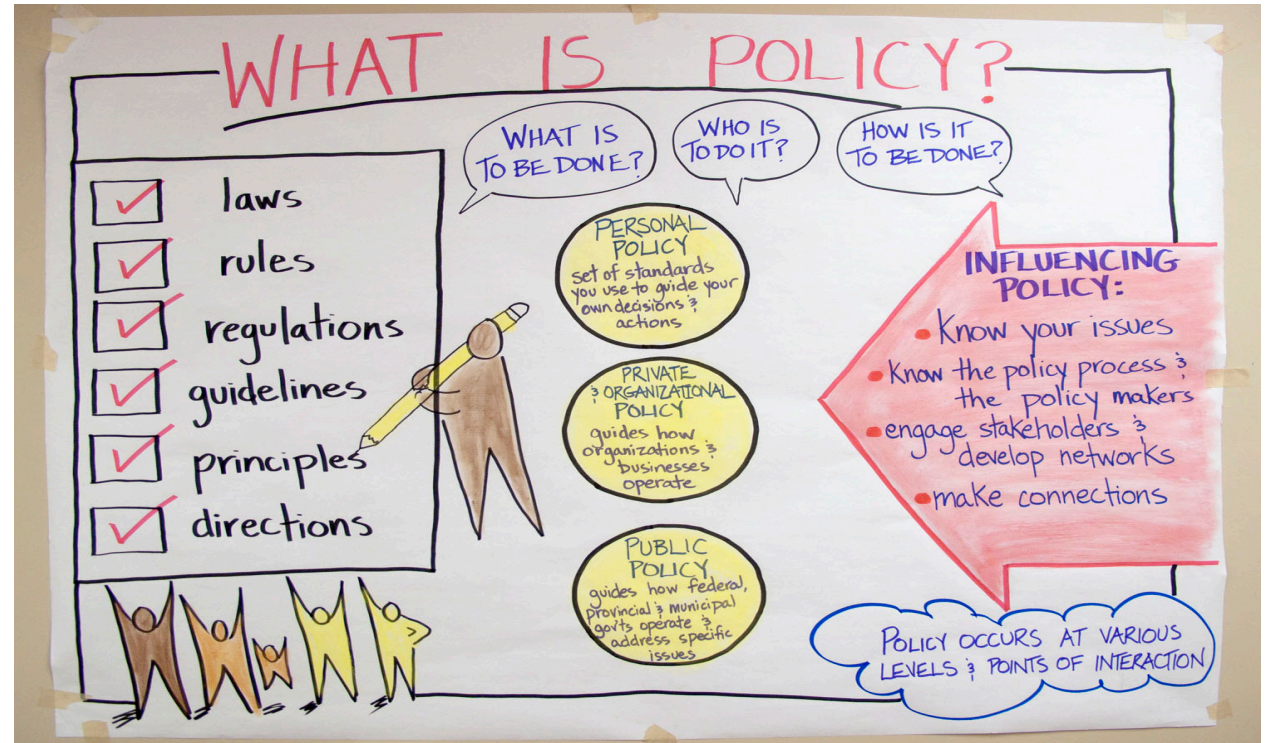 WHAT IS POLICY?
WHAT IS
TO BE DONE?
WHO IS
TO DO IT?
HOW IS IT
TO BE DONE?
laws
rules
regulations
guidelines
principles
directions
PERSONAL
POLICY
set of standards
you use to guide your
own decisions &
actions
PRIVATE
& ORGANIZATIONAL
POLICY
guides how
organizations &
businesses
operate
PUBLIC
POLICY
guides how federal,
provincial & municipal
gov'ts operate &
address specific
issues
INFLUENCING
POLICY:
• Know your issues
• Know the policy process &
the policy makers
• engage stakeholders &
develop networks
• make connections
POLICY OCCURS AT VARIOUS
LEVELS & POINTS OF INTERACTION